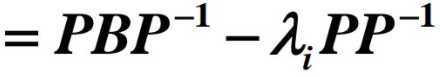 = PBP⁻¹ − λᵢPP⁻¹